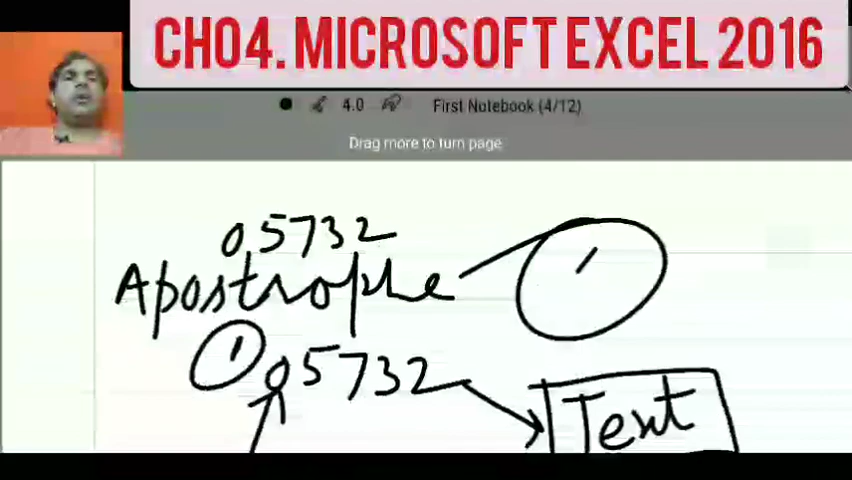 CH04. MICROSOFT EXCEL 2016
4.0 First Notebook (4/12)
Drag more to turn page
05732
Apostrophe '
'05732
Text